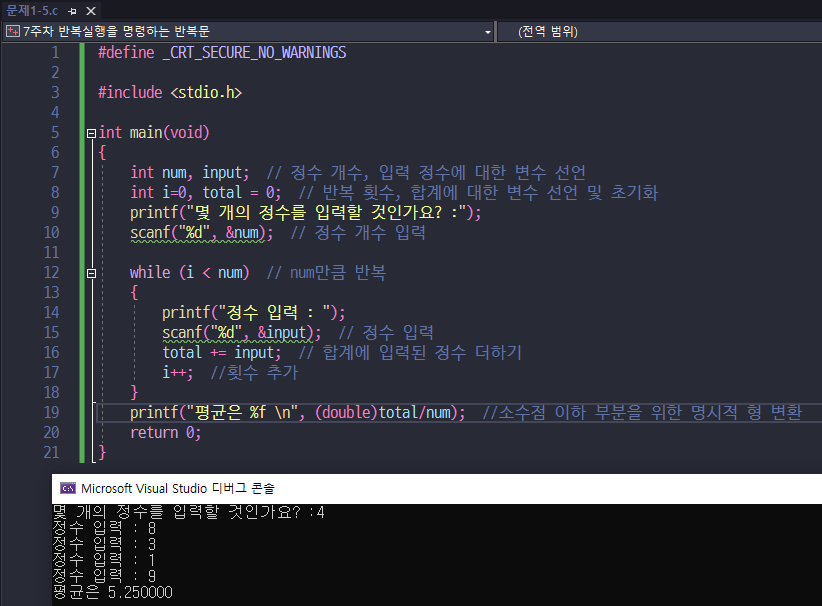 문제1-5.c
7주차 반복실행을 명령하는 반복문
(전역 범위)
1 #define _CRT_SECURE_NO_WARNINGS
2
3 #include <stdio.h>
4
5 int main(void)
6 {
7 int num, input; // 정수 개수, 입력 정수에 대한 변수 선언
8 int i=0, total = 0; // 반복 횟수, 합계에 대한 변수 선언 및 초기화
9 printf("몇 개의 정수를 입력할 것인가요? :");
10 scanf("%d", &num); // 정수 개수 입력
11
12 while (i < num) // num만큼 반복
13 {
14 printf("정수 입력 : ");
15 scanf("%d", &input); // 정수 입력
16 total += input; // 합계에 입력된 정수 더하기
17 i++; //횟수 추가
18 }
19 printf("평균은 %f \n", (double)total/num); //소수점 이하 부분을 위한 명시적 형 변환
20 return 0;
21 }
Microsoft Visual Studio 디버그 콘솔
몇 개의 정수를 입력할 것인가요? :4
정수 입력 : 8
정수 입력 : 3
정수 입력 : 1
정수 입력 : 9
평균은 5.250000